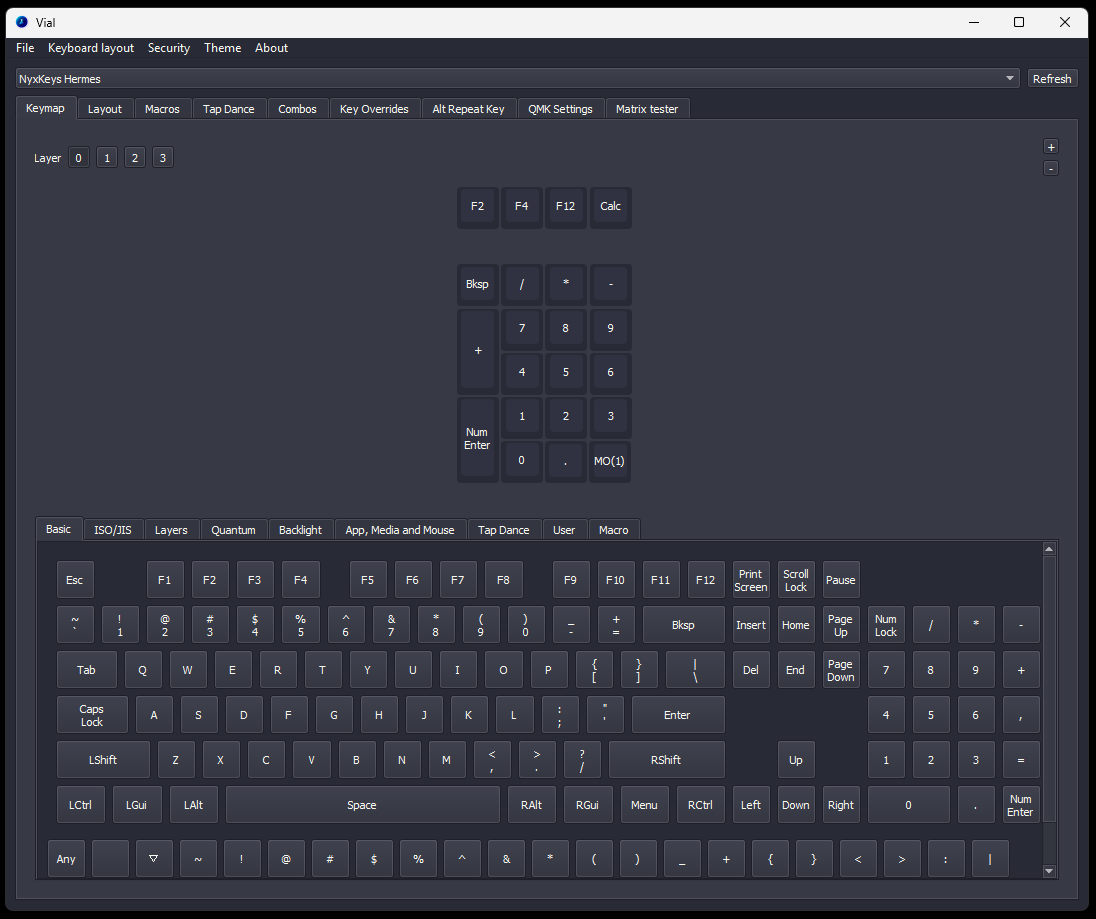 Vial
File Keyboard layout Security Theme About
NyxKeys Hermes Refresh
Keymap Layout Macros Tap Dance Combos Key Overrides Alt Repeat Key QMK Settings Matrix tester
Layer 0 1 2 3 +
-
F2 F4 F12 Calc
Bksp / * -
7 8 9
+
4 5 6
1 2 3
Num
Enter
0 . MO(1)
Basic ISO/JIS Layers Quantum Backlight App, Media and Mouse Tap Dance User Macro
Esc F1 F2 F3 F4 F5 F6 F7 F8 F9 F10 F11 F12 Print Screen Scroll Lock Pause
~ ` ! 1 @ 2 # 3 $ 4 % 5 ^ 6 & 7 * 8 ( 9 ) 0 _ - + = Bksp Insert Home Page Up Num Lock / * -
Tab Q W E R T Y U I O P { [ } ] | \ Del End Page Down 7 8 9 +
Caps Lock A S D F G H J K L : ; " ' Enter 4 5 6 ,
LShift Z X C V B N M < , > . ? / RShift Up 1 2 3 =
LCtrl LGui LAlt Space RAlt RGui Menu RCtrl Left Down Right 0 . Num Enter
Any ▽ ~ ! @ # $ % ^ & * ( ) _ + { } < > : |